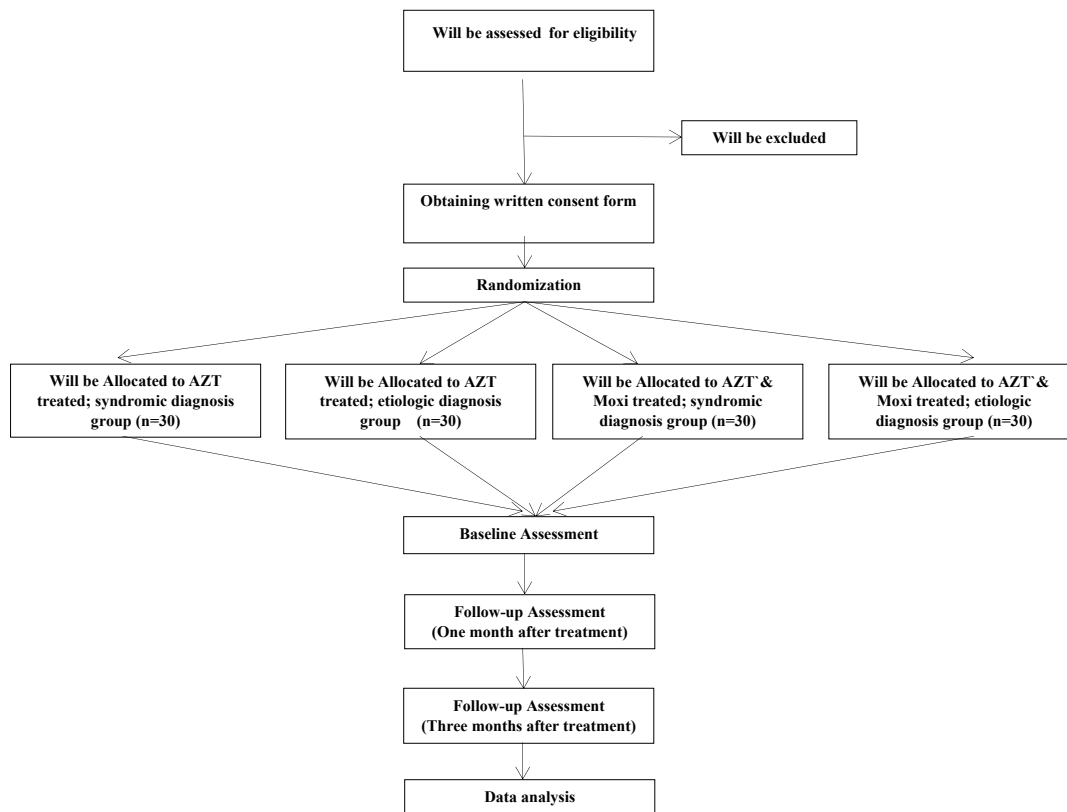 Will be assessed for eligibility
Will be excluded
Obtaining written consent form
Randomization
Will be Allocated to AZT
treated; syndromic diagnosis
group (n=30)
Will be Allocated to AZT
treated; etiologic diagnosis
group (n=30)
Will be Allocated to AZT`&
Moxi treated; syndromic
diagnosis group (n=30)
Will be Allocated to AZT`&
Moxi treated; etiologic
diagnosis group (n=30)
Baseline Assessment
Follow-up Assessment
(One month after treatment)
Follow-up Assessment
(Three months after treatment)
Data analysis